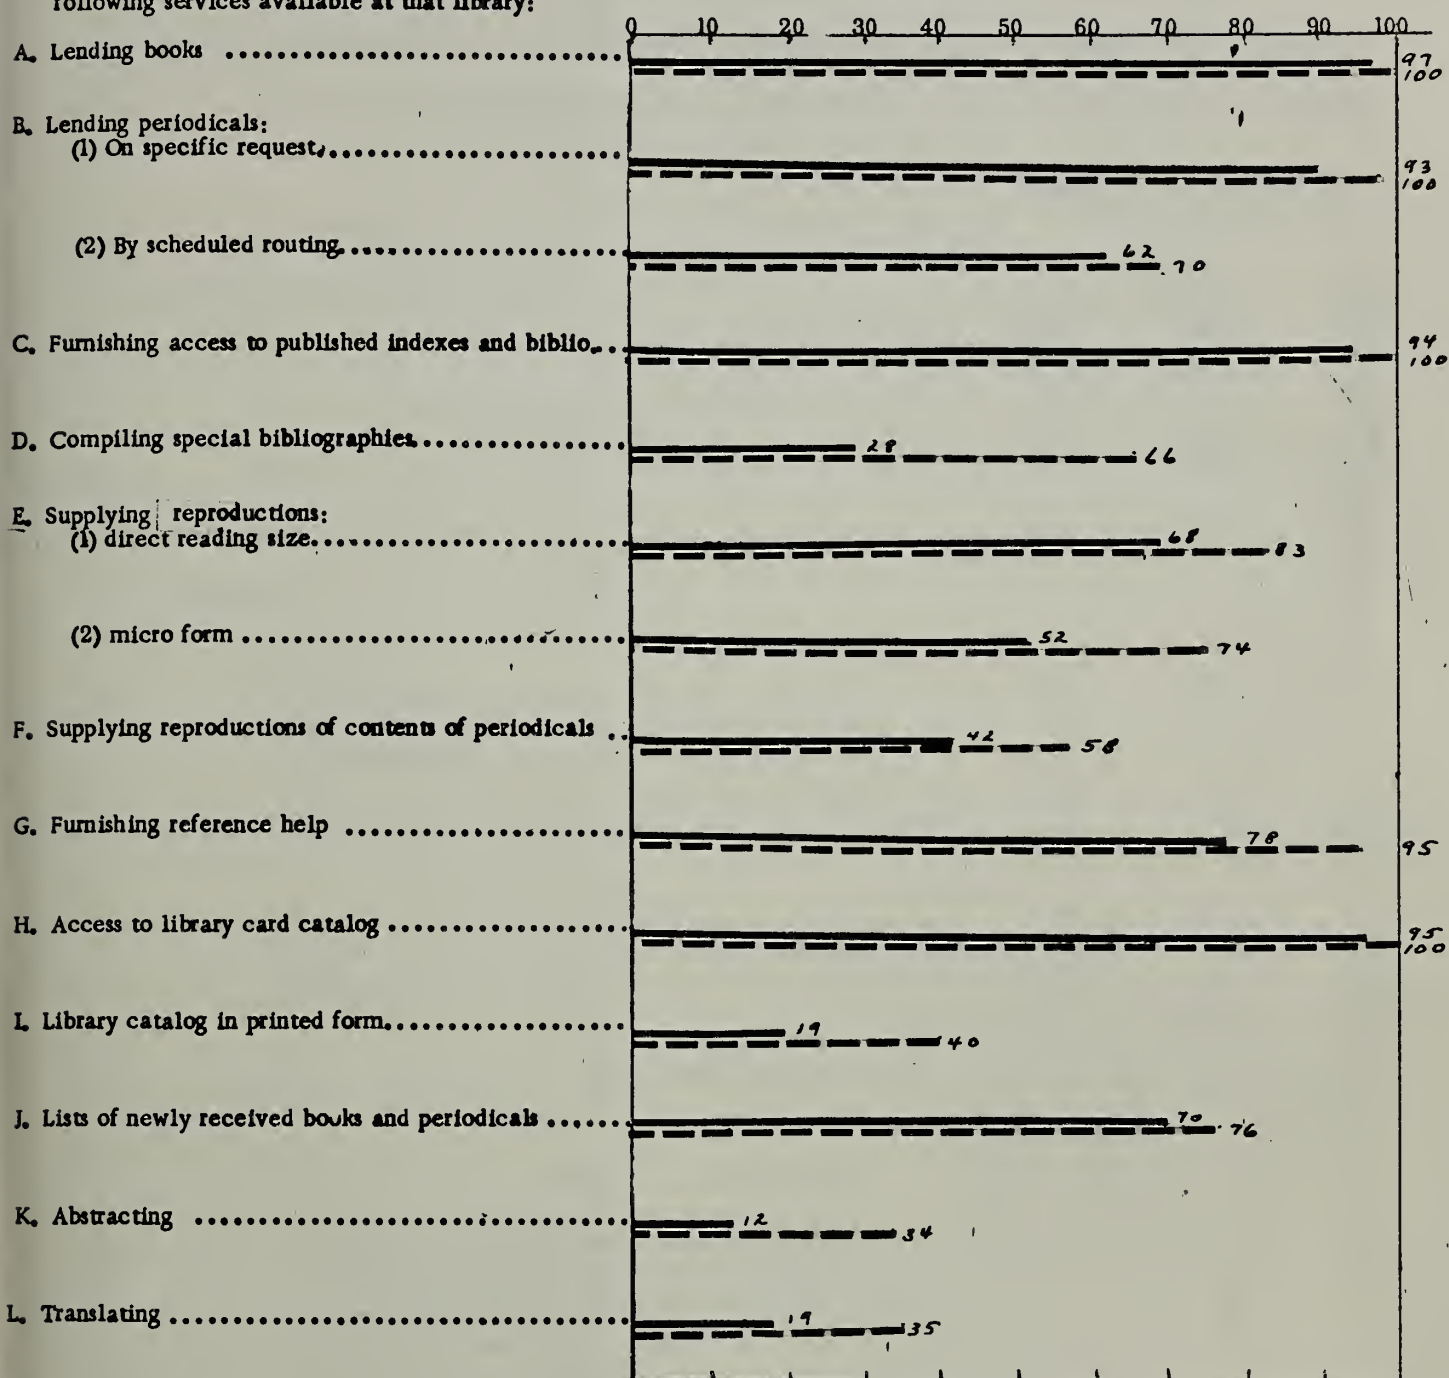 following services available at that library:
0 10 20 30 40 50 60 70 80 90 100
A. Lending books 97
100
B. Lending periodicals:
(1) On specific request 93
100
(2) By scheduled routing 62
70
C. Furnishing access to published indexes and biblio. 94
100
D. Compiling special bibliographies 28
66
E. Supplying reproductions:
(1) direct reading size 68
83
(2) micro form 52
74
F. Supplying reproductions of contents of periodicals 42
58
G. Furnishing reference help 78
95
H. Access to library card catalog 95
100
I. Library catalog in printed form 19
40
J. Lists of newly received books and periodicals 70
76
K. Abstracting 12
34
L. Translating 19
35